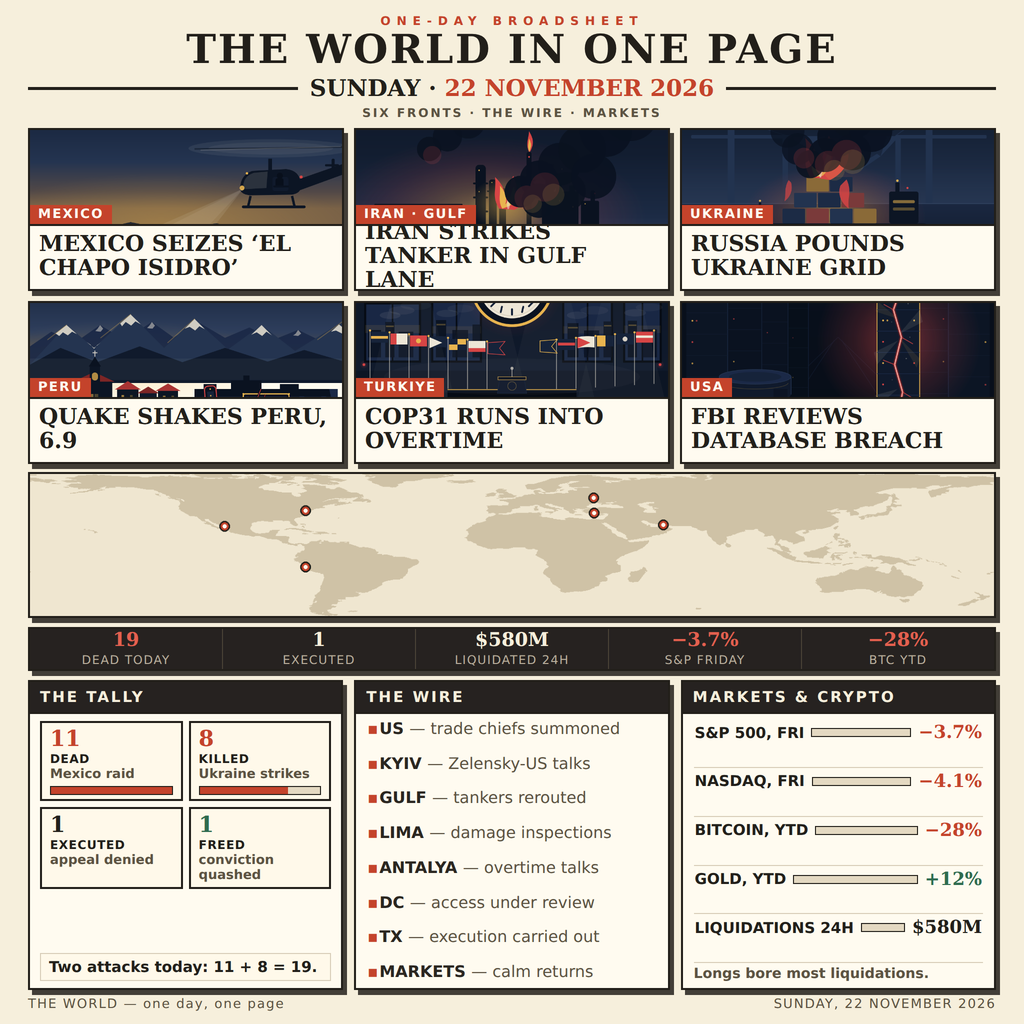 ONE-DAY BROADSHEET
THE WORLD IN ONE PAGE
SUNDAY · 22 NOVEMBER 2026
SIX FRONTS · THE WIRE · MARKETS
MEXICO
MEXICO SEIZES ‘EL
CHAPO ISIDRO’
IRAN · GULF
IRAN STRIKES
TANKER IN GULF
LANE
UKRAINE
RUSSIA POUNDS
UKRAINE GRID
PERU
QUAKE SHAKES PERU,
6.9
TURKIYE
COP31 RUNS INTO
OVERTIME
USA
FBI REVIEWS
DATABASE BREACH
19
DEAD TODAY
1
EXECUTED
$580M
LIQUIDATED 24H
−3.7%
S&P FRIDAY
−28%
BTC YTD
THE TALLY
11
DEAD
Mexico raid
8
KILLED
Ukraine strikes
1
EXECUTED
appeal denied
1
FREED
conviction
quashed
Two attacks today: 11 + 8 = 19.
THE WIRE
■US — trade chiefs summoned
■KYIV — Zelensky-US talks
■GULF — tankers rerouted
■LIMA — damage inspections
■ANTALYA — overtime talks
■DC — access under review
■TX — execution carried out
■MARKETS — calm returns
MARKETS & CRYPTO
S&P 500, FRI −3.7%
NASDAQ, FRI −4.1%
BITCOIN, YTD −28%
GOLD, YTD +12%
LIQUIDATIONS 24H $580M
Longs bore most liquidations.
THE WORLD — one day, one page
SUNDAY, 22 NOVEMBER 2026